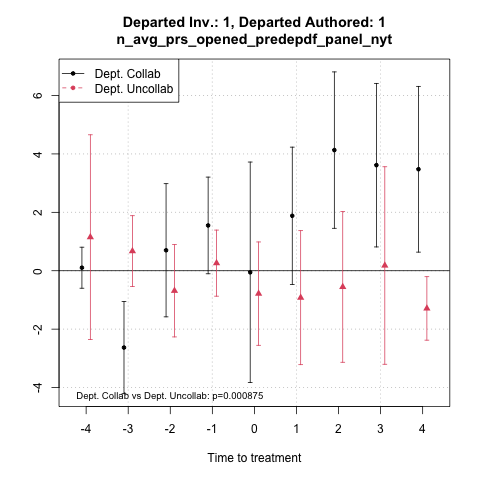 Departed Inv.: 1, Departed Authored: 1
n_avg_prs_opened_predepdf_panel_nyt
Dept. Collab
Dept. Uncollab
6
4
2
0
-2
-4
Dept. Collab vs Dept. Uncollab: p=0.000875
-4 -3 -2 -1 0 1 2 3 4
Time to treatment